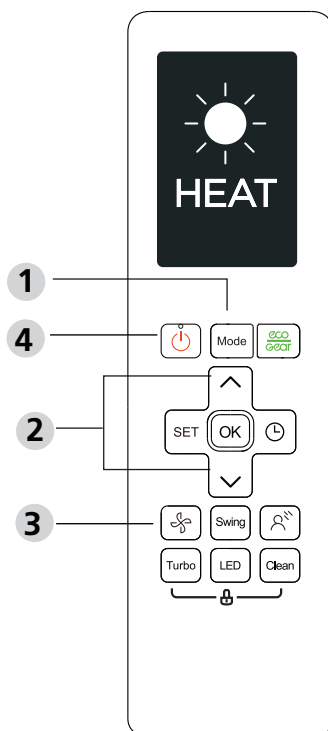 HEAT
1
4
Mode
eco
Gear
2
SET
OK
3
Swing
Turbo
LED
Clean